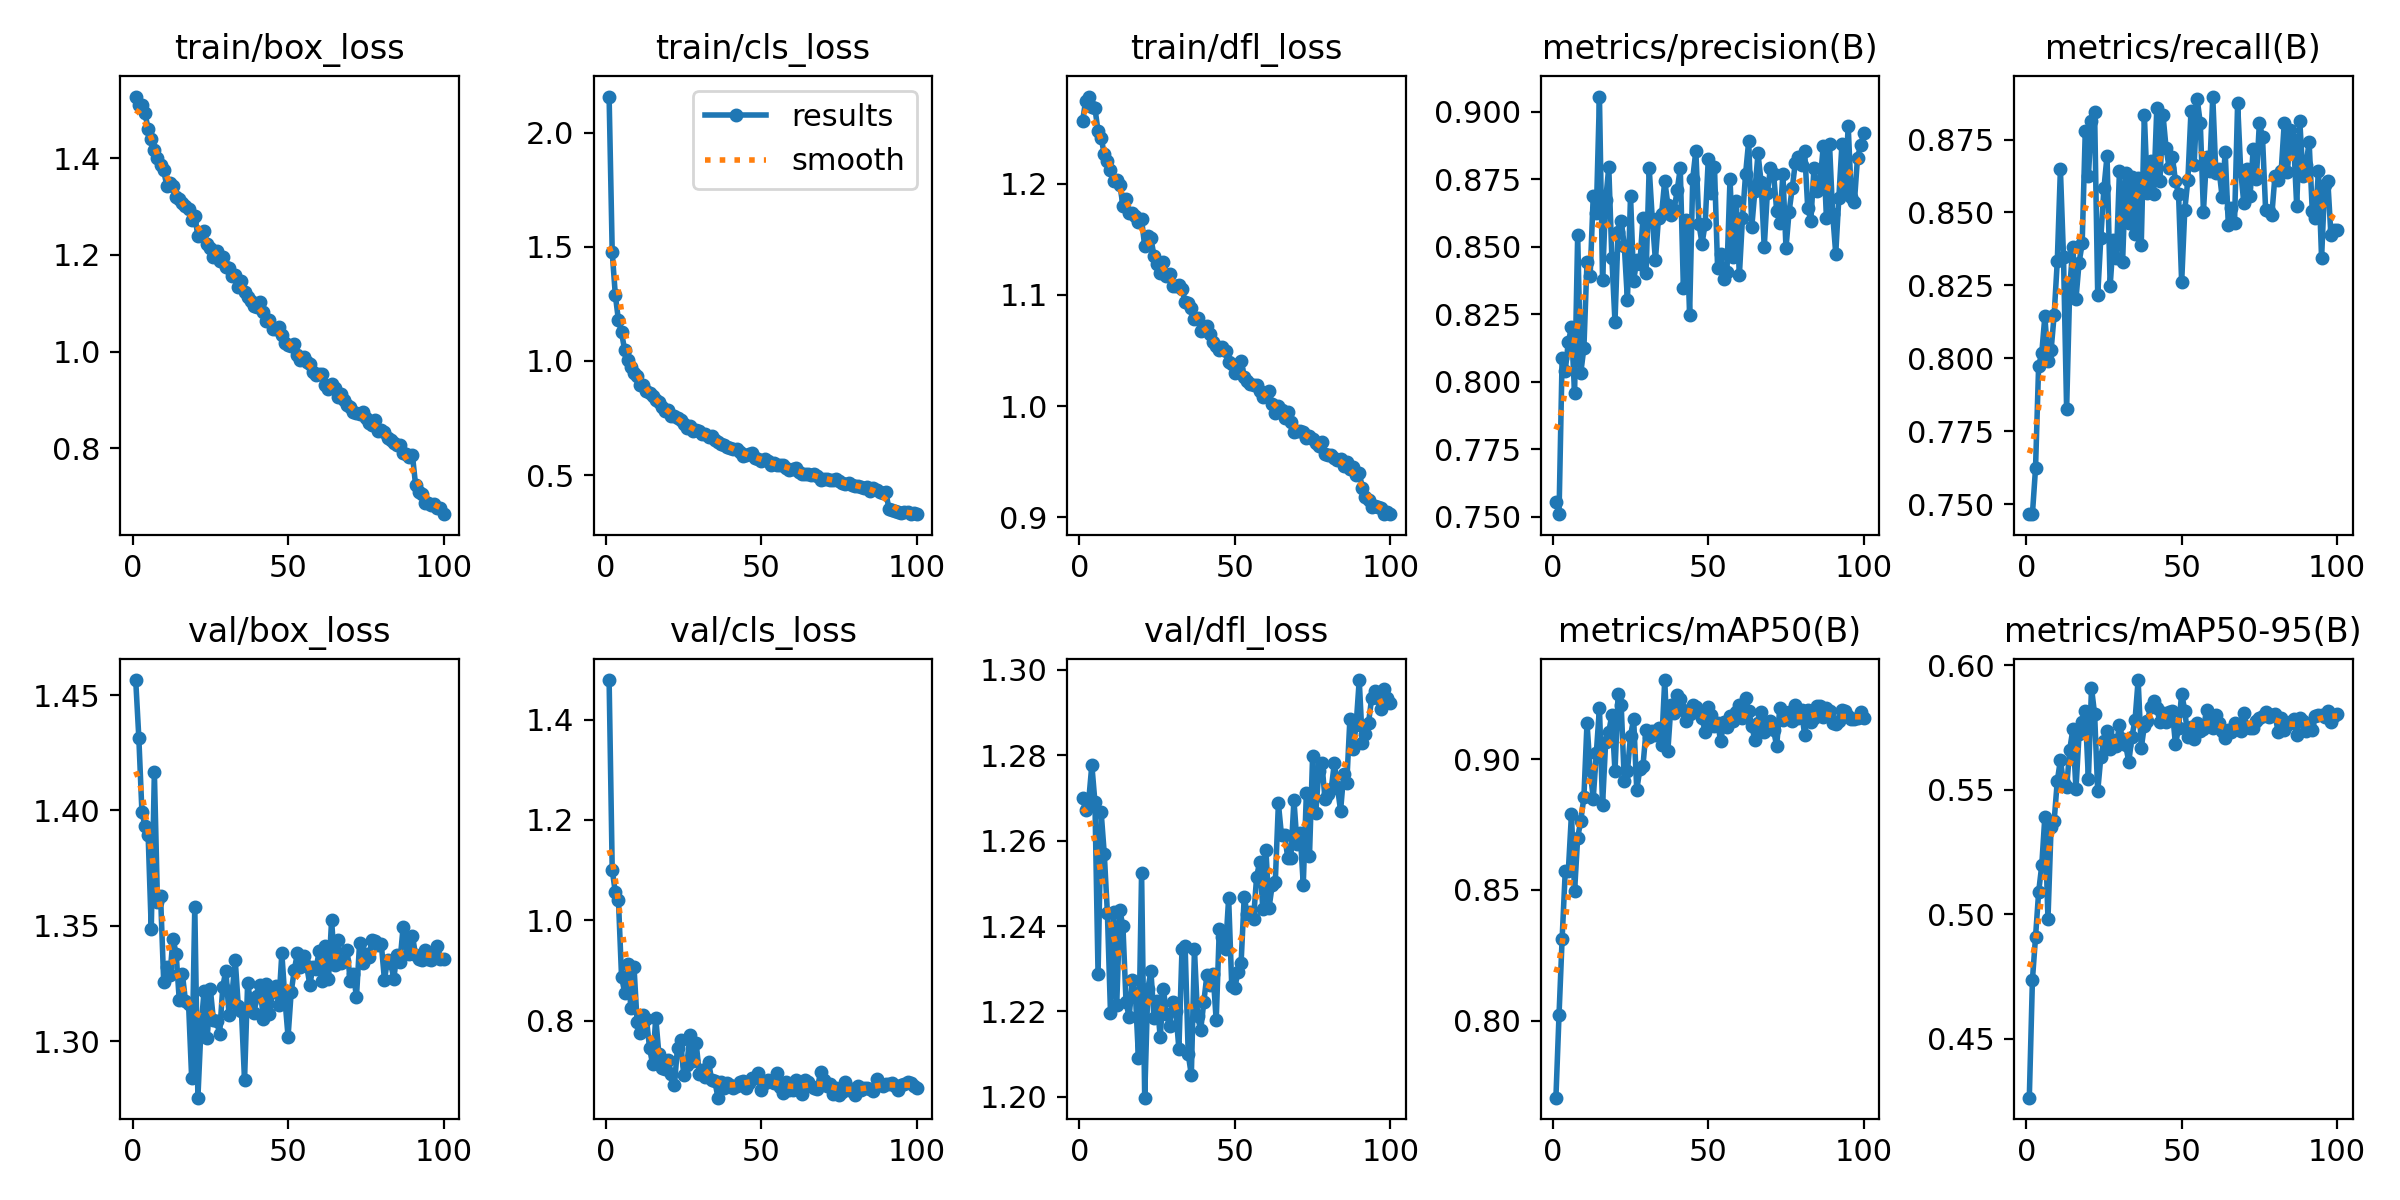 train/box_loss
1.4
1.2
1.0
0.8
0 50 100
train/cls_loss
results
smooth
2.0
1.5
1.0
0.5
0 50 100
train/dfl_loss
1.2
1.1
1.0
0.9
0 50 100
metrics/precision(B)
0.900
0.875
0.850
0.825
0.800
0.775
0.750
0 50 100
metrics/recall(B)
0.875
0.850
0.825
0.800
0.775
0.750
0 50 100
val/box_loss
1.45
1.40
1.35
1.30
0 50 100
val/cls_loss
1.4
1.2
1.0
0.8
0 50 100
val/dfl_loss
1.30
1.28
1.26
1.24
1.22
1.20
0 50 100
metrics/mAP50(B)
0.90
0.85
0.80
0 50 100
metrics/mAP50-95(B)
0.60
0.55
0.50
0.45
0 50 100